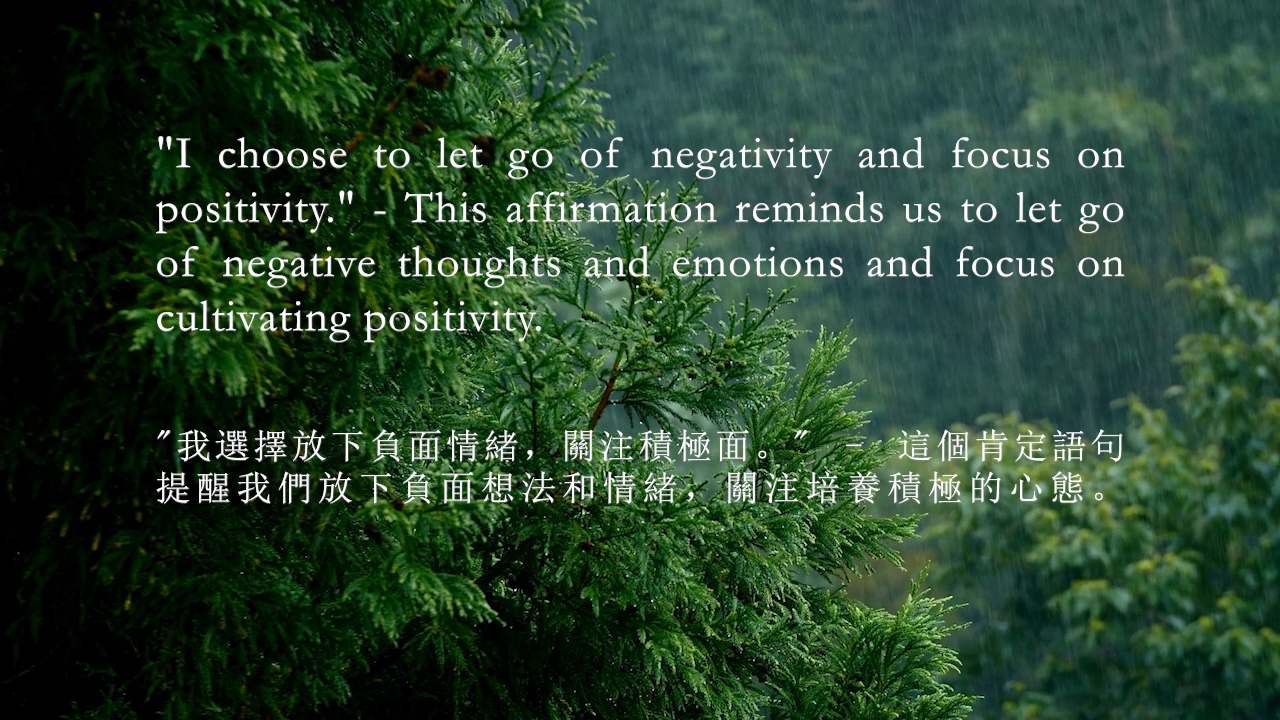 "I choose to let go of negativity and focus on
positivity." - This affirmation reminds us to let go
of negative thoughts and emotions and focus on
cultivating positivity.
"我選擇放下負面情緒，關注積極面。" - 這個肯定語句
提醒我們放下負面想法和情緒，關注培養積極的心態。